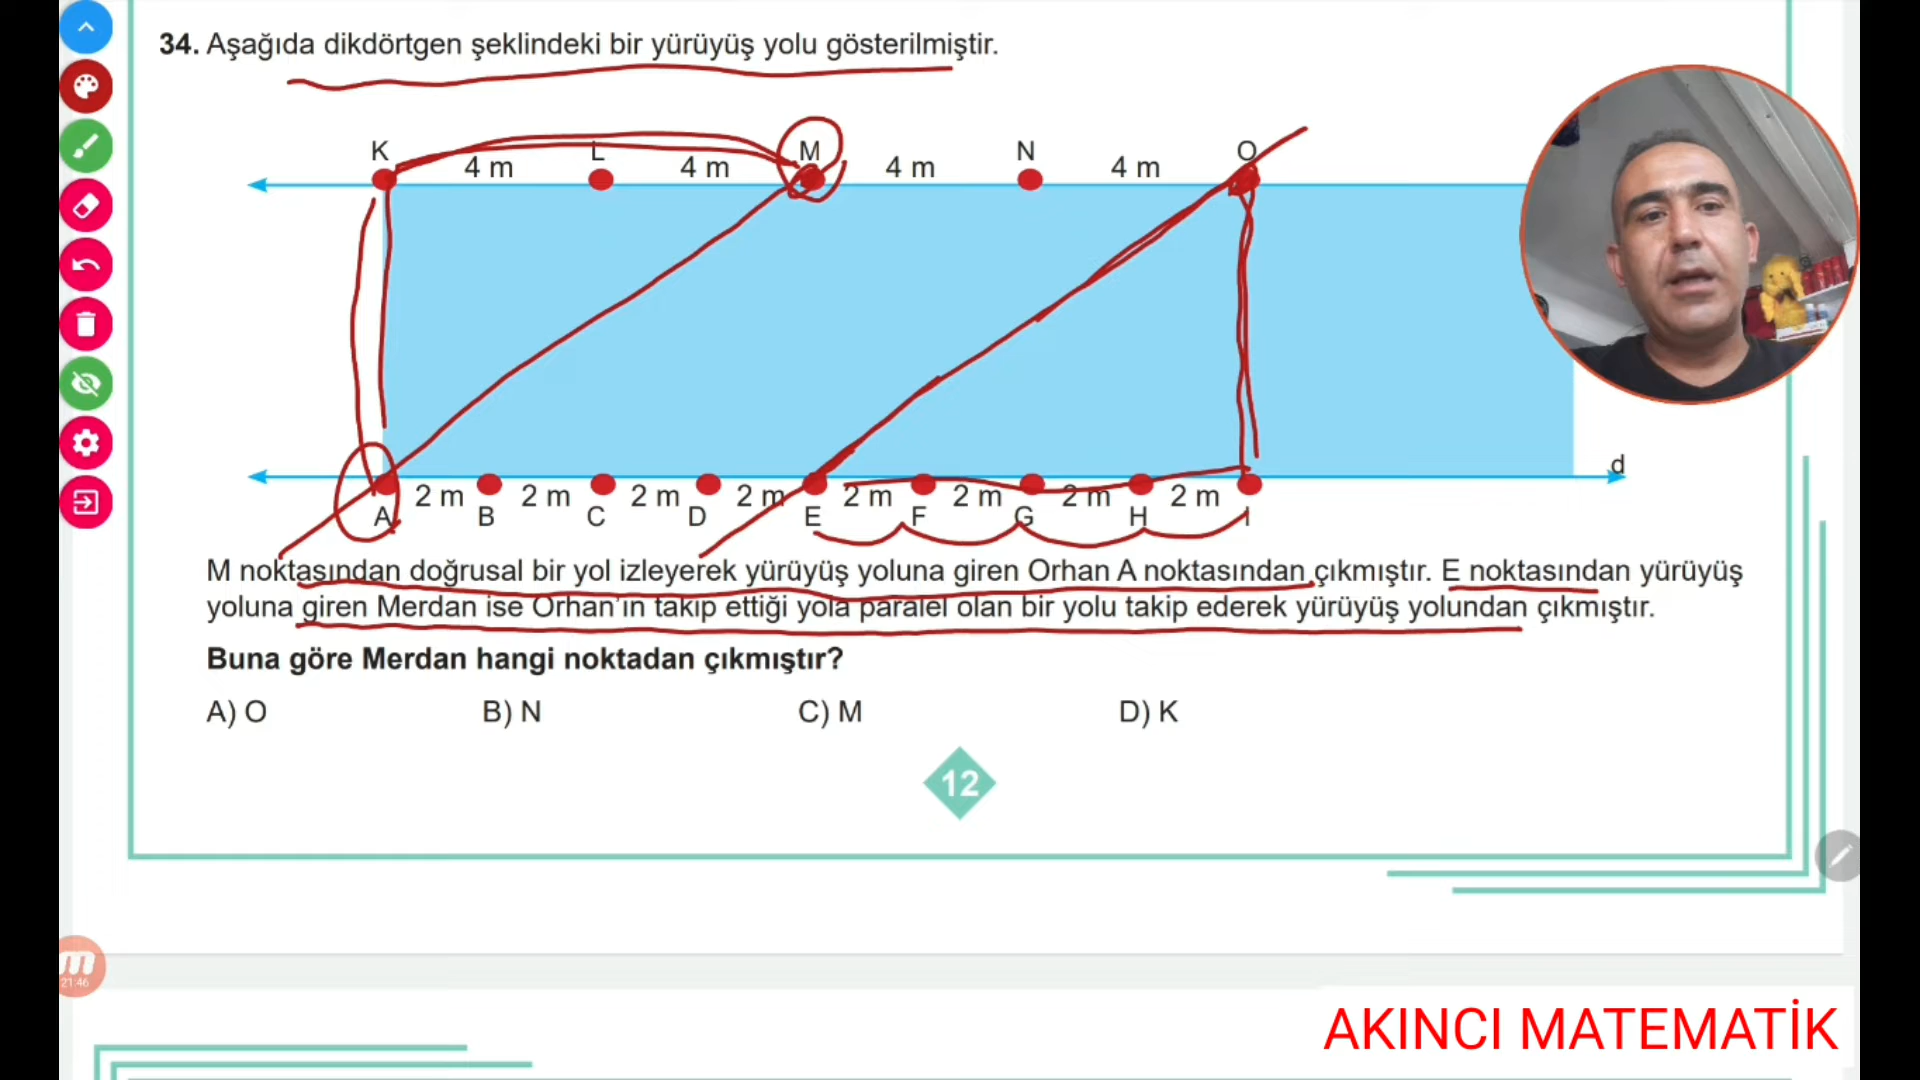 34. Aşağıda dikdörtgen şeklindeki bir yürüyüş yolu gösterilmiştir.
K L M N O
4 m 4 m 4 m 4 m
d
2 m 2 m 2 m 2 m 2 m 2 m 2 m 2 m
A B C D E F G H I
M noktasından doğrusal bir yol izleyerek yürüyüş yoluna giren Orhan A noktasından çıkmıştır. E noktasından yürüyüş
yoluna giren Merdan ise Orhan'ın takip ettiği yola paralel olan bir yolu takip ederek yürüyüş yolundan çıkmıştır.
Buna göre Merdan hangi noktadan çıkmıştır?
A) O B) N C) M D) K
12
m
21:46
AKINCI MATEMATİK